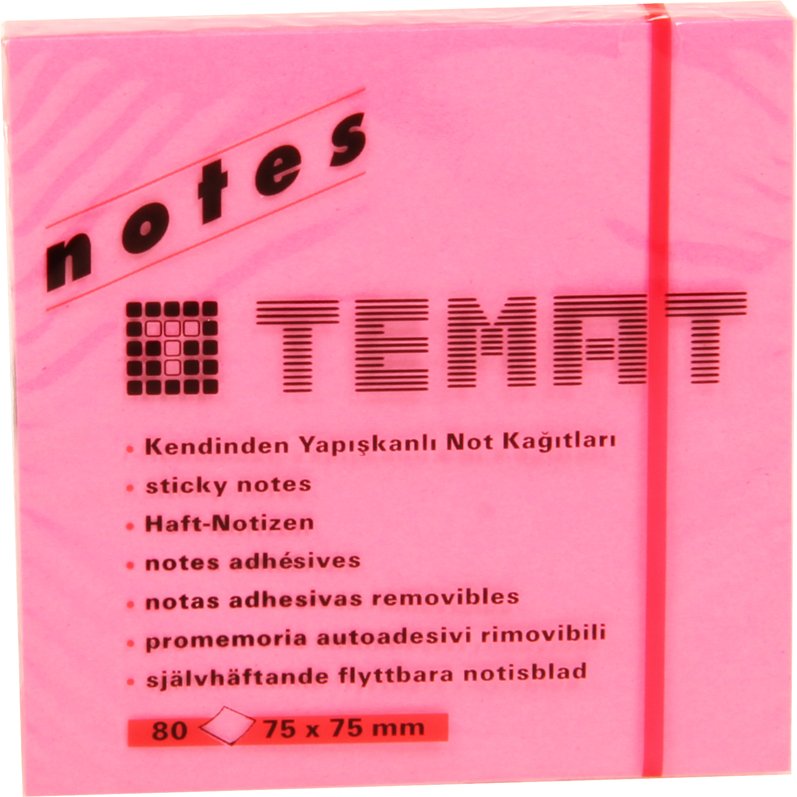 notes
TEMAT
Kendinden Yapışkanlı Not Kağıtları
sticky notes
Haft-Notizen
notes adhésives
notas adhesivas removibles
promemoria autoadesivi rimovibili
självhäftande flyttbara notisblad
80 75 x 75 mm